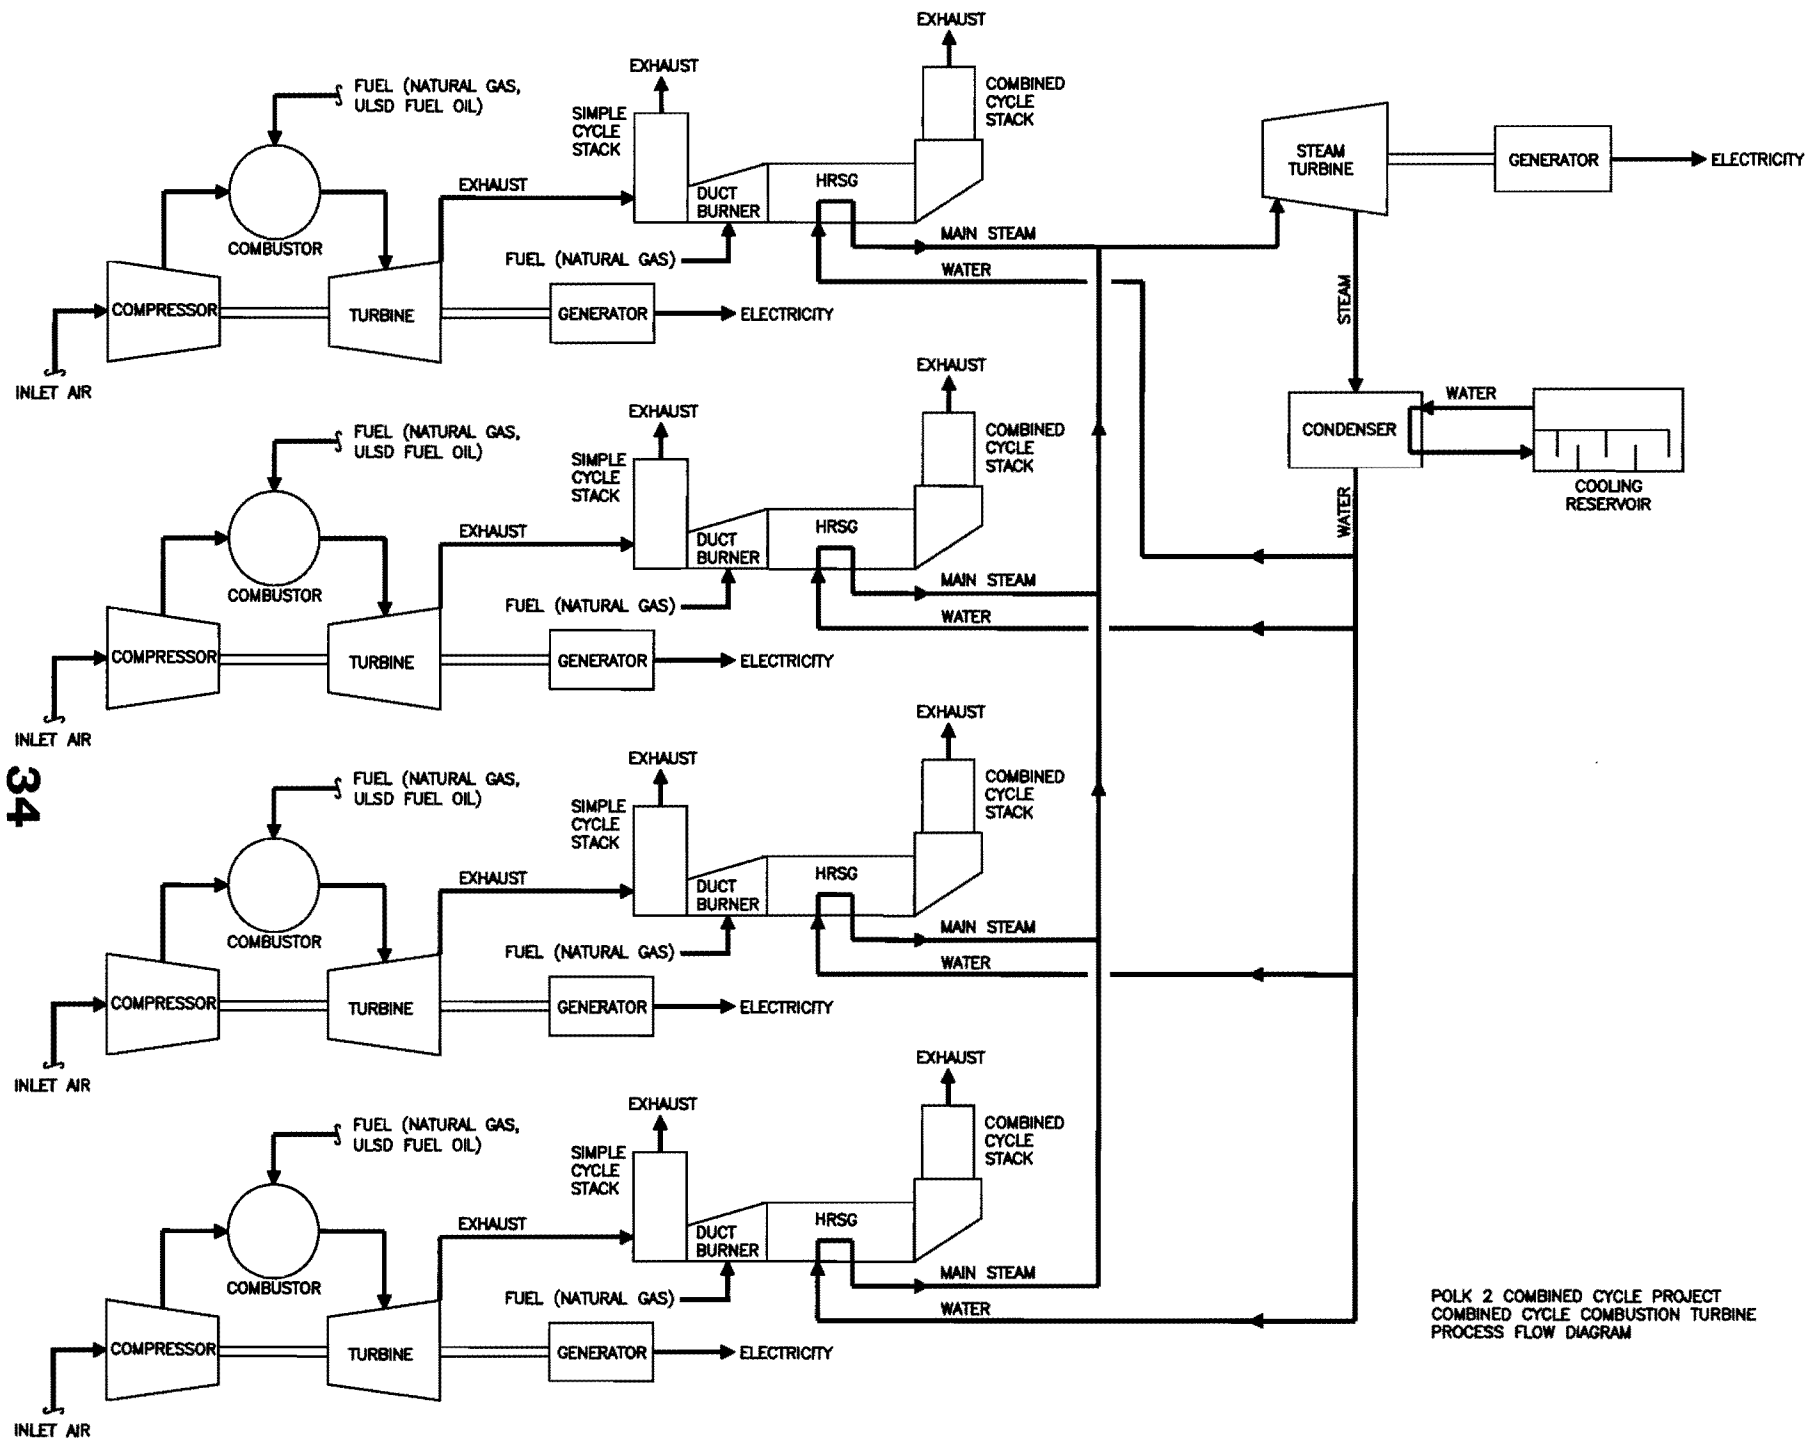 EXHAUST
EXHAUST
FUEL (NATURAL GAS,
ULSD FUEL OIL)
SIMPLE
CYCLE
STACK
COMBINED
CYCLE
STACK
STEAM
TURBINE
GENERATOR
ELECTRICITY
EXHAUST
DUCT
BURNER
HRSG
COMBUSTOR
FUEL (NATURAL GAS)
MAIN STEAM
WATER
COMPRESSOR
TURBINE
GENERATOR
ELECTRICITY
STEAM
INLET AIR
EXHAUST
EXHAUST
FUEL (NATURAL GAS,
ULSD FUEL OIL)
SIMPLE
CYCLE
STACK
COMBINED
CYCLE
STACK
CONDENSER
WATER
COOLING
RESERVOIR
WATER
EXHAUST
DUCT
BURNER
HRSG
COMBUSTOR
FUEL (NATURAL GAS)
MAIN STEAM
WATER
COMPRESSOR
TURBINE
GENERATOR
ELECTRICITY
INLET AIR
34
EXHAUST
EXHAUST
FUEL (NATURAL GAS,
ULSD FUEL OIL)
SIMPLE
CYCLE
STACK
COMBINED
CYCLE
STACK
EXHAUST
DUCT
BURNER
HRSG
COMBUSTOR
FUEL (NATURAL GAS)
MAIN STEAM
WATER
COMPRESSOR
TURBINE
GENERATOR
ELECTRICITY
INLET AIR
EXHAUST
EXHAUST
FUEL (NATURAL GAS,
ULSD FUEL OIL)
SIMPLE
CYCLE
STACK
COMBINED
CYCLE
STACK
EXHAUST
DUCT
BURNER
HRSG
COMBUSTOR
FUEL (NATURAL GAS)
MAIN STEAM
WATER
COMPRESSOR
TURBINE
GENERATOR
ELECTRICITY
INLET AIR
POLK 2 COMBINED CYCLE PROJECT
COMBINED CYCLE COMBUSTION TURBINE
PROCESS FLOW DIAGRAM